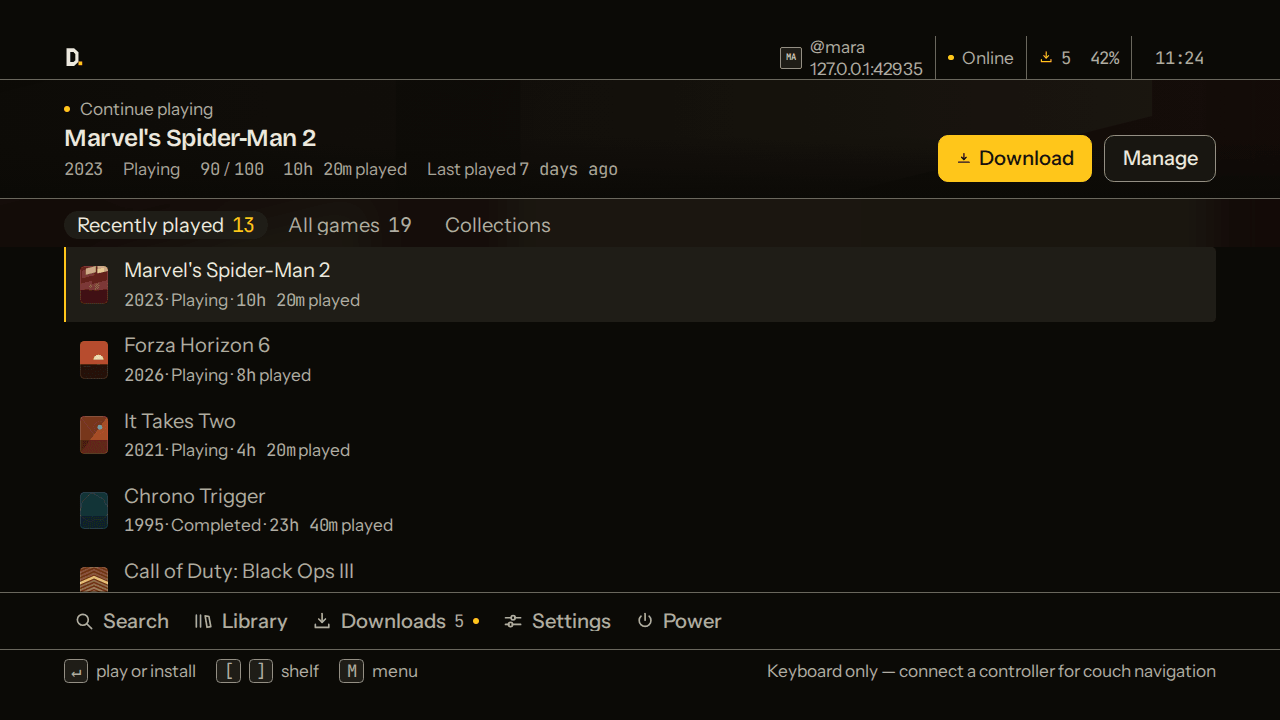 D.
MA @mara 127.0.0.1:42935 Online 5 42% 11:24
Continue playing
Marvel's Spider-Man 2
2023 Playing 90 / 100 10h 20m played Last played 7 days ago
Download Manage
Recently played 13 All games 19 Collections
Marvel's Spider-Man 2
2023 · Playing · 10h 20m played
Forza Horizon 6
2026 · Playing · 8h played
It Takes Two
2021 · Playing · 4h 20m played
Chrono Trigger
1995 · Completed · 23h 40m played
Call of Duty: Black Ops III
Search Library Downloads 5 Settings Power
↵ play or install [ ] shelf M menu Keyboard only — connect a controller for couch navigation